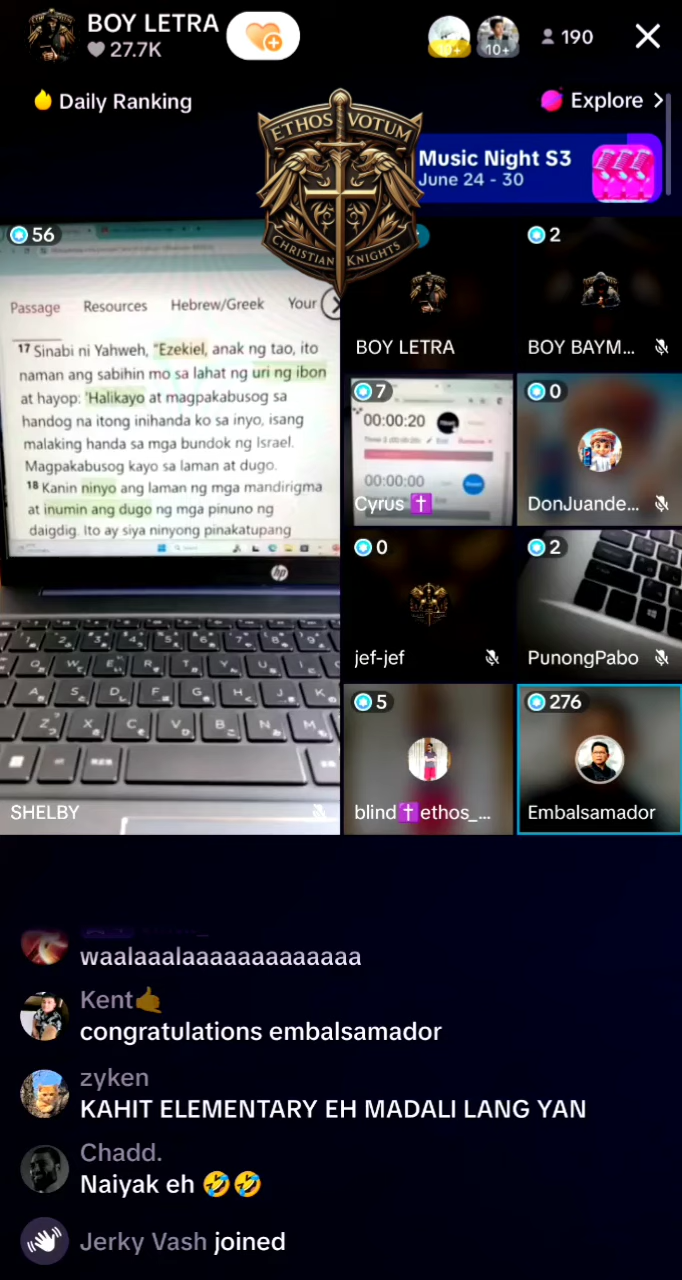 BOY LETRA
27.7K
10+
10+
190
Daily Ranking
Explore
ETHOS VOTUM
CHRISTIAN KNIGHTS
Music Night S3
June 24 - 30
56
Passage
Resources
Hebrew/Greek
Your
17 Sinabi ni Yahweh, "Ezekiel, anak ng tao, ito
naman ang sabihin mo sa lahat ng uri ng ibon
at hayop: 'Halikayo at magpakabusog sa
handog na itong inihanda ko sa inyo, isang
malaking handa sa mga bundok ng Israel.
Magpakabusog kayo sa laman at dugo.
18 Kanin ninyo ang laman ng mga mandirigma
at inumin ang dugo ng mga pinuno ng
daigdig. Ito ay siya ninyong pinakatupang
hp
SHELBY
BOY LETRA
2
BOY BAYM...
7
00:00:20
00:00:00
Cyrus
0
DonJuande...
0
jef-jef
2
PunongPabo
5
blind✝ethos_...
276
Embalsamador
waalaaalaaaaaaaaaaaaa
Kent🤙
congratulations embalsamador
zyken
KAHIT ELEMENTARY EH MADALI LANG YAN
Chadd.
Naiyak eh 🤣🤣
Jerky Vash joined